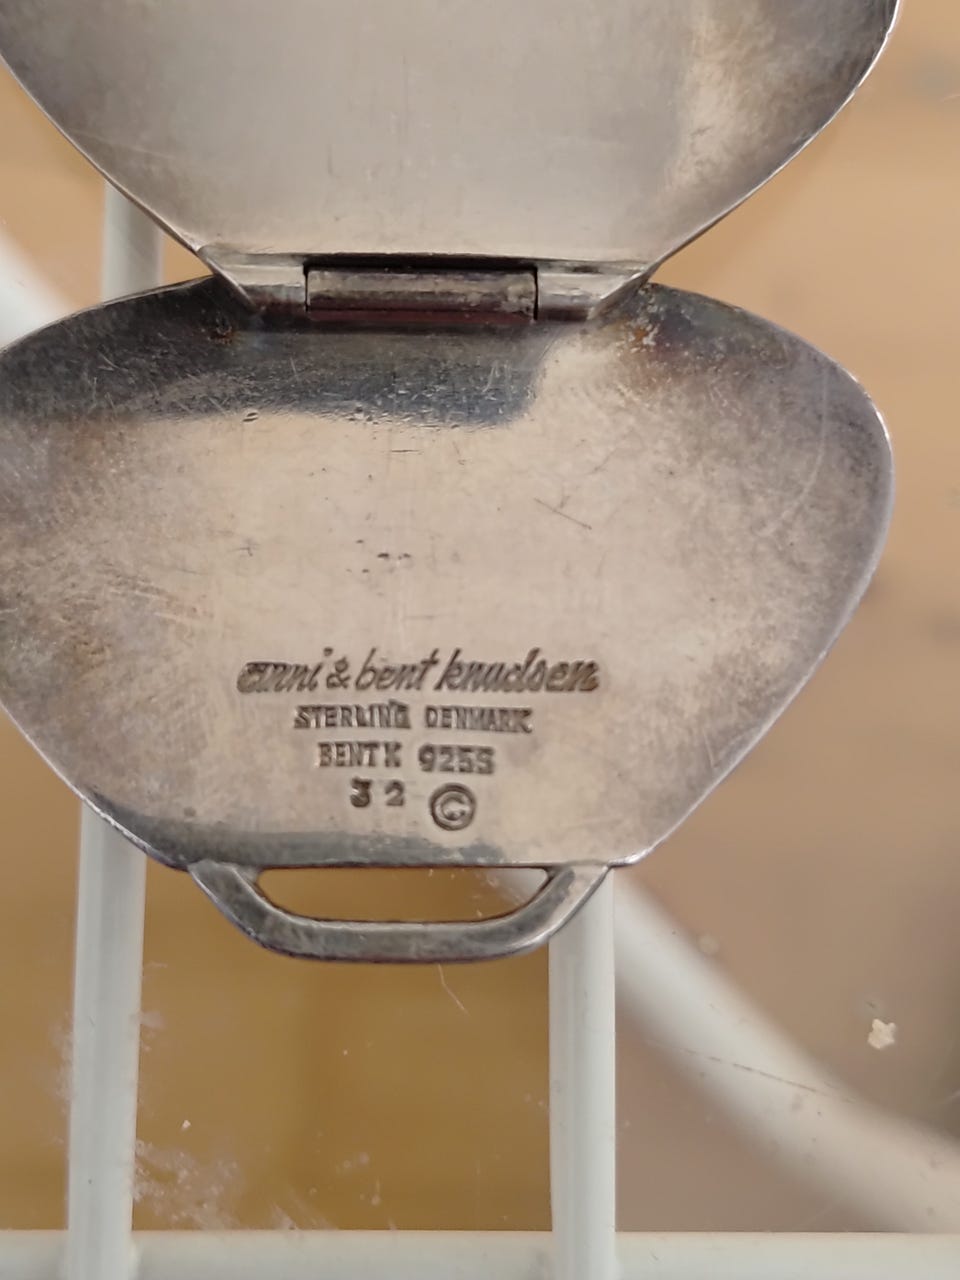 anni & bent knudsen
STERLING DENMARK
BENT K 925S
32 ©